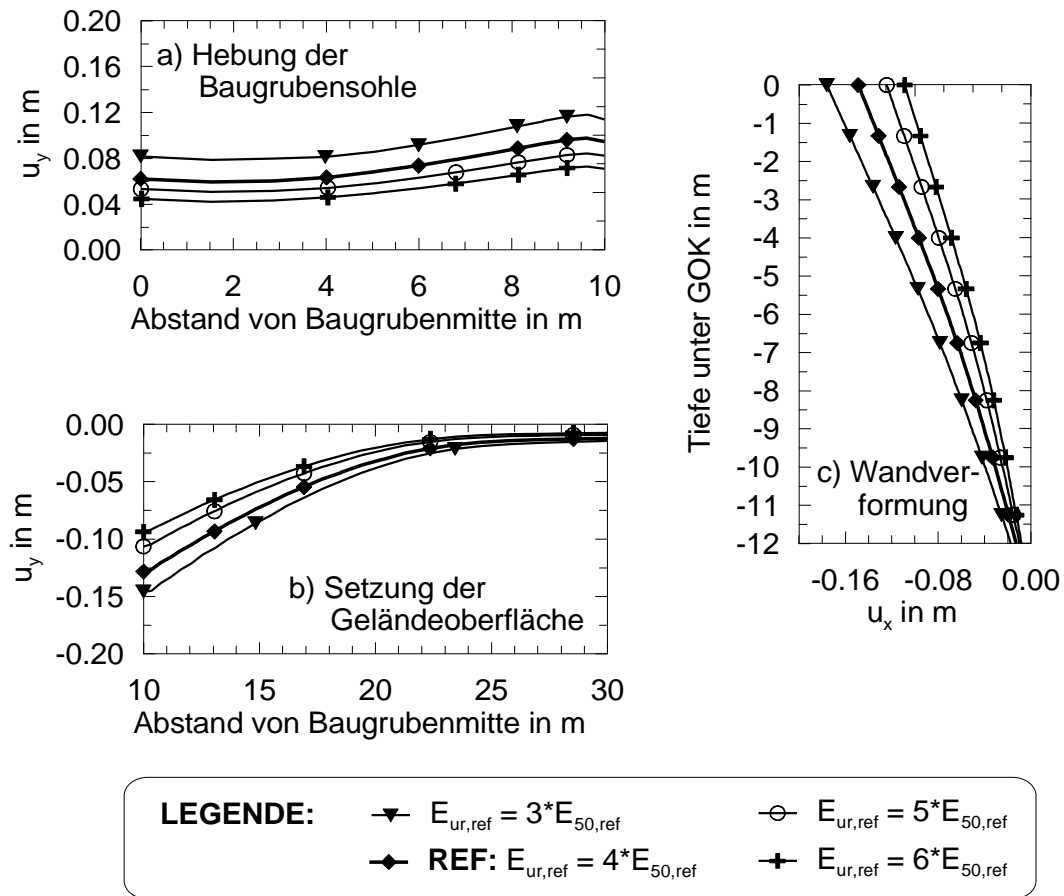 0.20
0.16
0.12
0.08
0.04
0.00
u_y in m
a) Hebung der
Baugrubensohle
0 2 4 6 8 10
Abstand von Baugrubenmitte in m
0.00
-0.05
-0.10
-0.15
-0.20
u_y in m
b) Setzung der
Geländeoberfläche
10 15 20 25 30
Abstand von Baugrubenmitte in m
0
-1
-2
-3
-4
-5
-6
-7
-8
-9
-10
-11
-12
Tiefe unter GOK in m
c) Wandver-
formung
-0.16 -0.08 0.00
u_x in m
LEGENDE:
E_ur,ref = 3*E_50,ref
REF: E_ur,ref = 4*E_50,ref
E_ur,ref = 5*E_50,ref
E_ur,ref = 6*E_50,ref